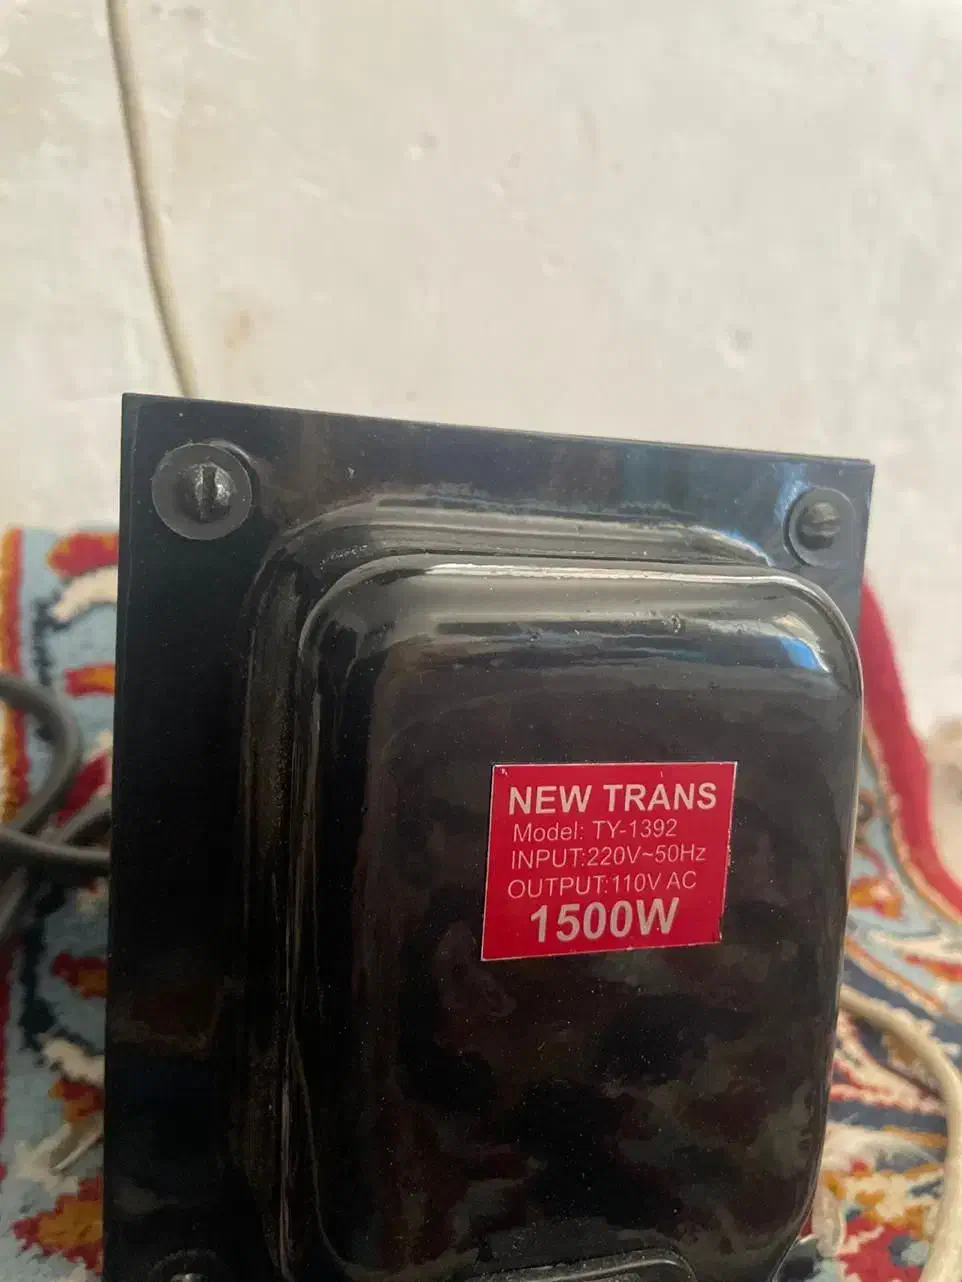 NEW TRANS
Model: TY-1392
INPUT:220V~50Hz
OUTPUT:110V AC
1500W